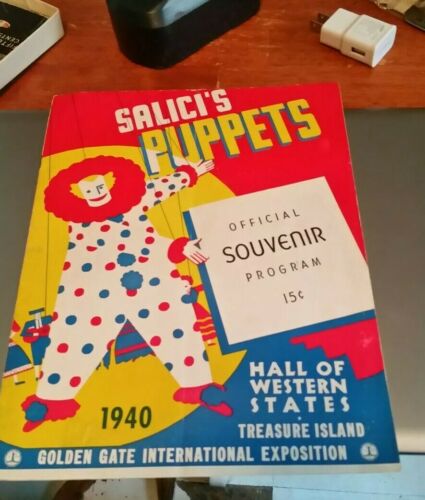 SALICI'S
PUPPETS
OFFICIAL
SOUVENIR
PROGRAM
15¢
HALL OF
WESTERN
STATES
1940
TREASURE ISLAND
GOLDEN GATE INTERNATIONAL EXPOSITION